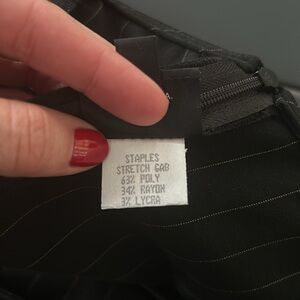 STAPLES
STRETCH GAB
63% POLY
34% RAYON
3% LYCRA